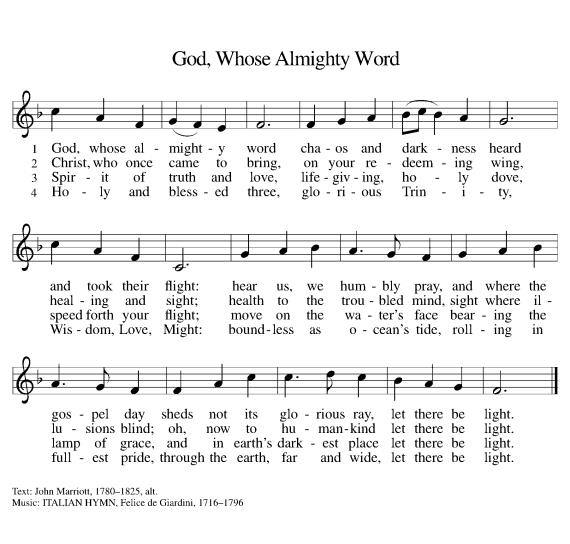 God, Whose Almighty Word
1 God, whose al - might - y word cha - os and dark - ness heard
2 Christ, who once came to bring, on your re - deem - ing wing,
3 Spir - it of truth and love, life - giv - ing, ho - ly dove,
4 Ho - ly and bless - ed three, glo - ri - ous Trin - i - ty,
and took their flight: hear us, we hum - bly pray, and where the
heal - ing and sight; health to the trou - bled mind, sight where il -
speed forth your flight; move on the wa - ter's face bear - ing the
Wis - dom, Love, Might: bound - less as o - cean's tide, roll - ing in
gos - pel day sheds not its glo - rious ray, let there be light.
lu - sions blind; oh, now to hu - man - kind let there be light.
lamp of grace, and in earth's dark - est place let there be light.
full - est pride, through the earth, far and wide, let there be light.
Text: John Marriott, 1780–1825, alt.
Music: ITALIAN HYMN, Felice de Giardini, 1716–1796